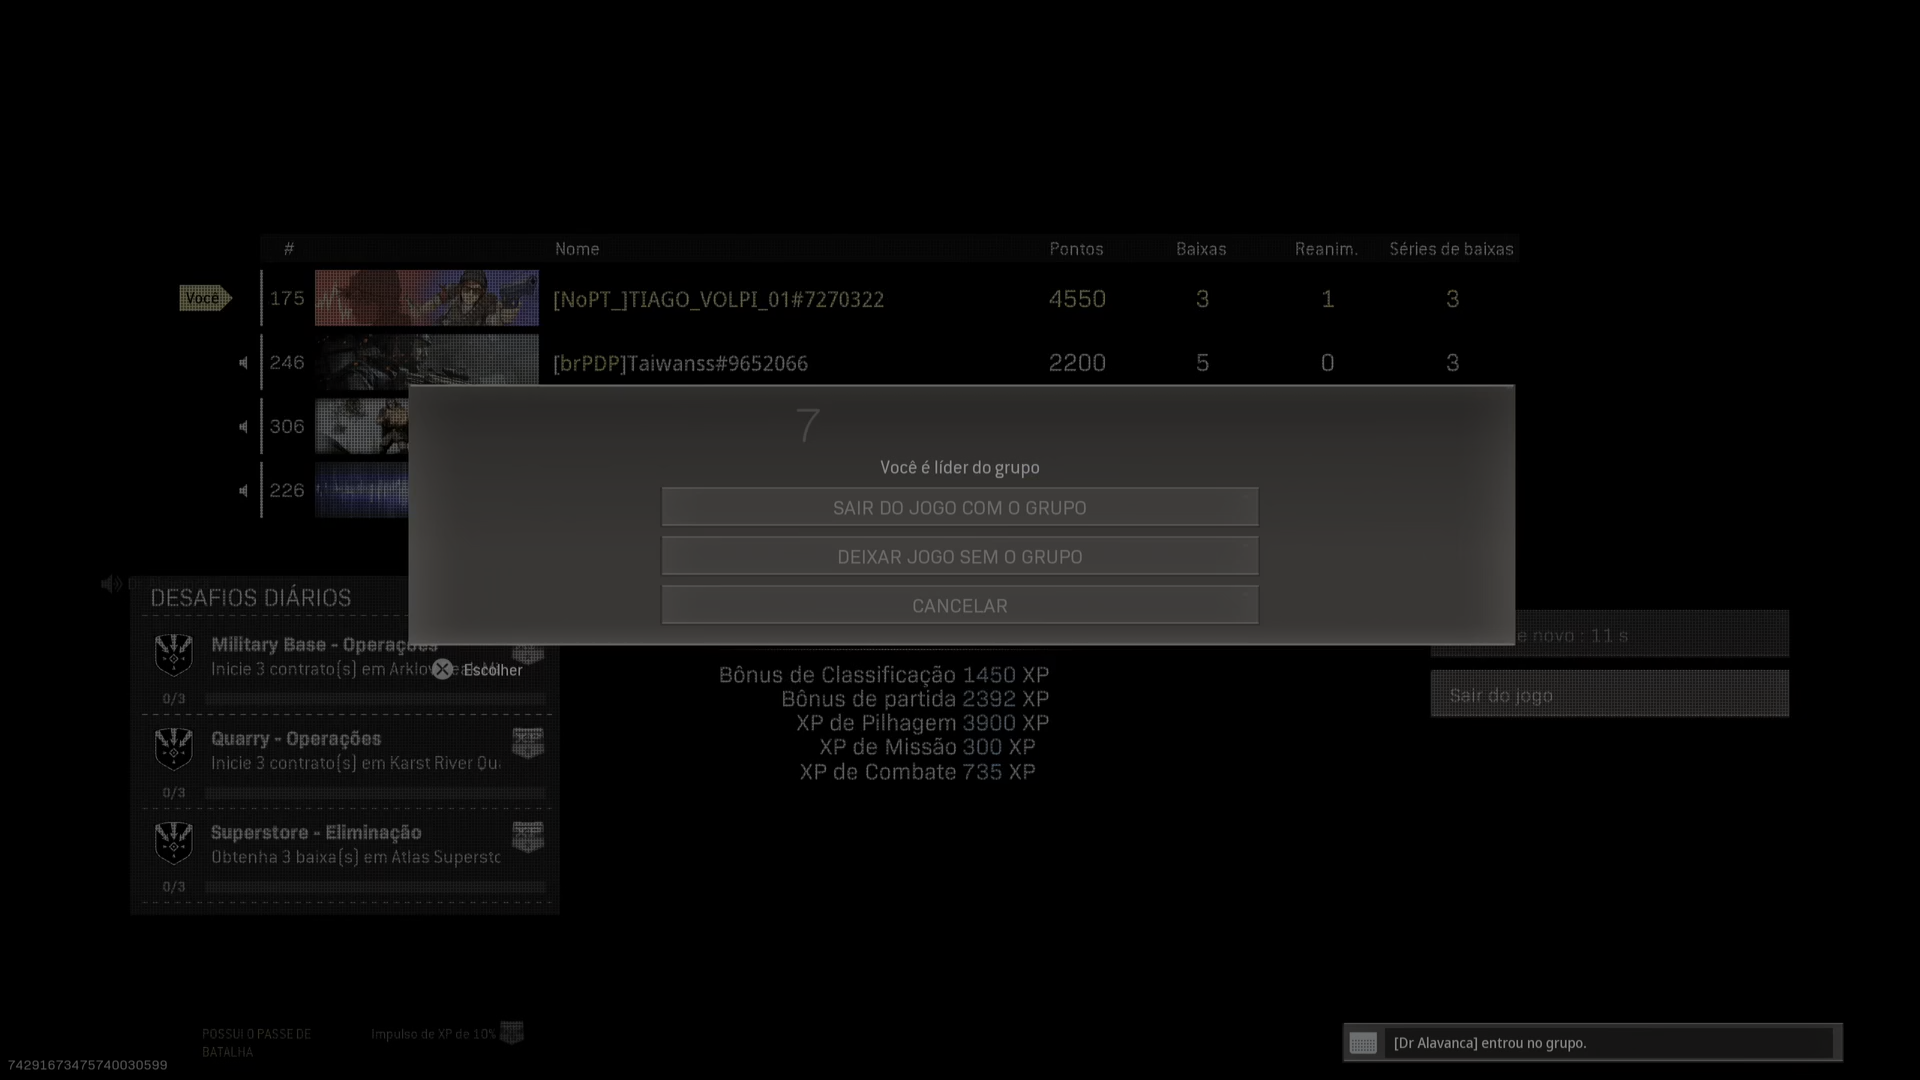 # Nome Pontos Baixas Reanim. Séries de baixas
Você 175 [NoPT_]TIAGO_VOLPI_01#7270322 4550 3 1 3
246 [brPDP]Taiwanss#9652066 2200 5 0 3
306
226
7
Você é líder do grupo
SAIR DO JOGO COM O GRUPO
DEIXAR JOGO SEM O GRUPO
CANCELAR
DESAFIOS DIÁRIOS
Military Base - Operações
Inicie 3 contrato(s) em Arklov
Escolher
0/3
Quarry - Operações
Inicie 3 contrato(s) em Karst River Qu
0/3
Superstore - Eliminação
Obtenha 3 baixa(s) em Atlas Superstc
0/3
Bônus de Classificação 1450 XP
Bônus de partida 2392 XP
XP de Pilhagem 3900 XP
XP de Missão 300 XP
XP de Combate 735 XP
e novo : 11 s
Sair do jogo
POSSUI O PASSE DE
BATALHA
Impulso de XP de 10%
[Dr Alavanca] entrou no grupo.
74291673475740030599